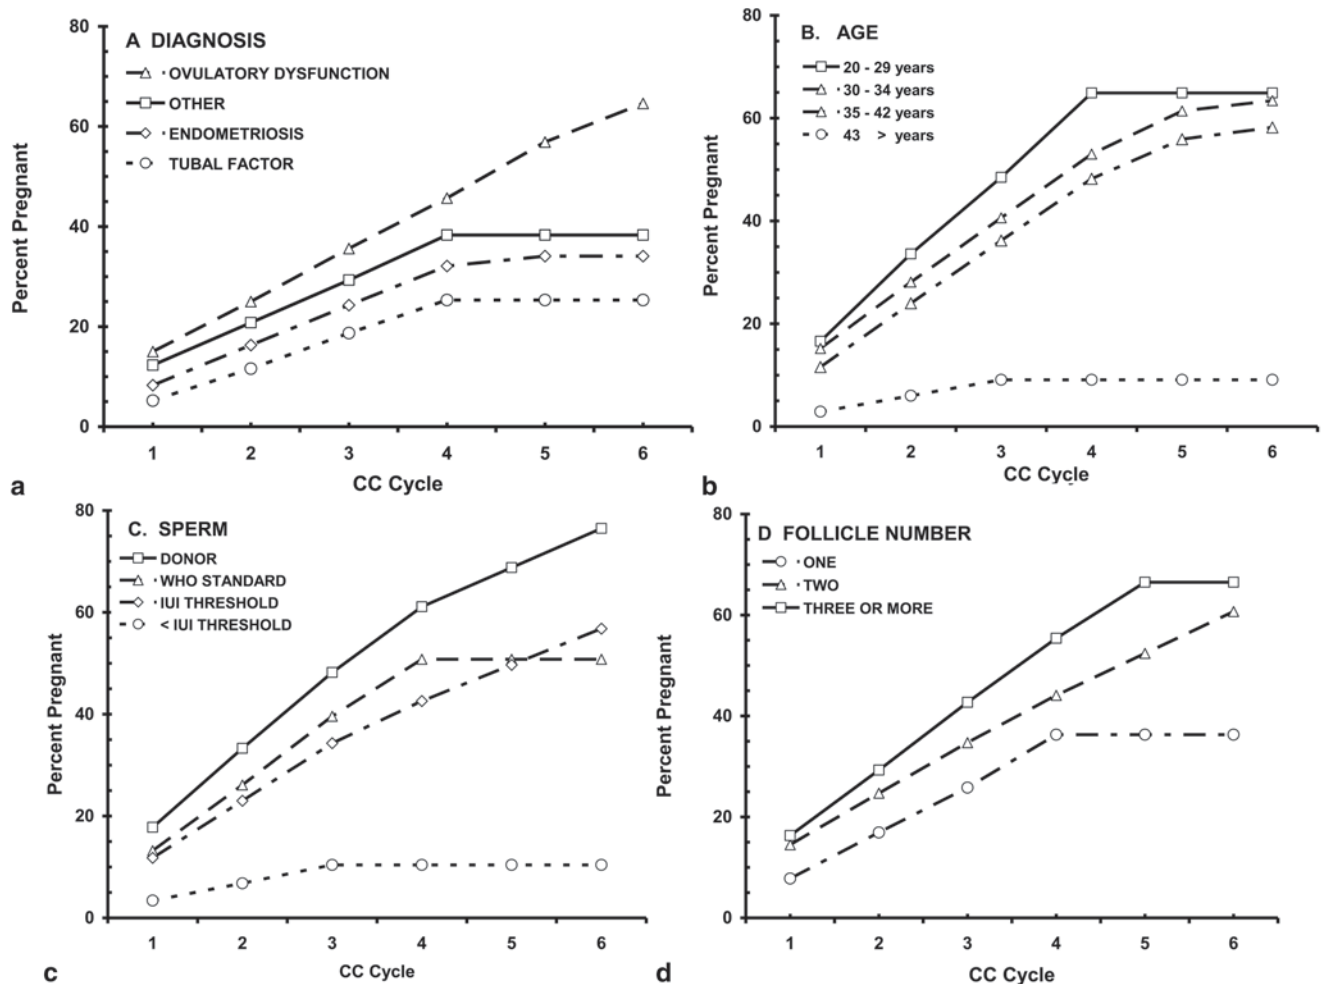 80
60
40
20
0
Percent Pregnant
A DIAGNOSIS
OVULATORY DYSFUNCTION
OTHER
ENDOMETRIOSIS
TUBAL FACTOR
1 2 3 4 5 6
CC Cycle
a
80
60
40
20
0
Percent Pregnant
B. AGE
20 - 29 years
30 - 34 years
35 - 42 years
43 > years
1 2 3 4 5 6
CC Cycle
b
80
60
40
20
0
Percent Pregnant
C. SPERM
DONOR
WHO STANDARD
IUI THRESHOLD
< IUI THRESHOLD
1 2 3 4 5 6
CC Cycle
c
80
60
40
20
0
Percent Pregnant
D FOLLICLE NUMBER
ONE
TWO
THREE OR MORE
1 2 3 4 5 6
CC Cycle
d